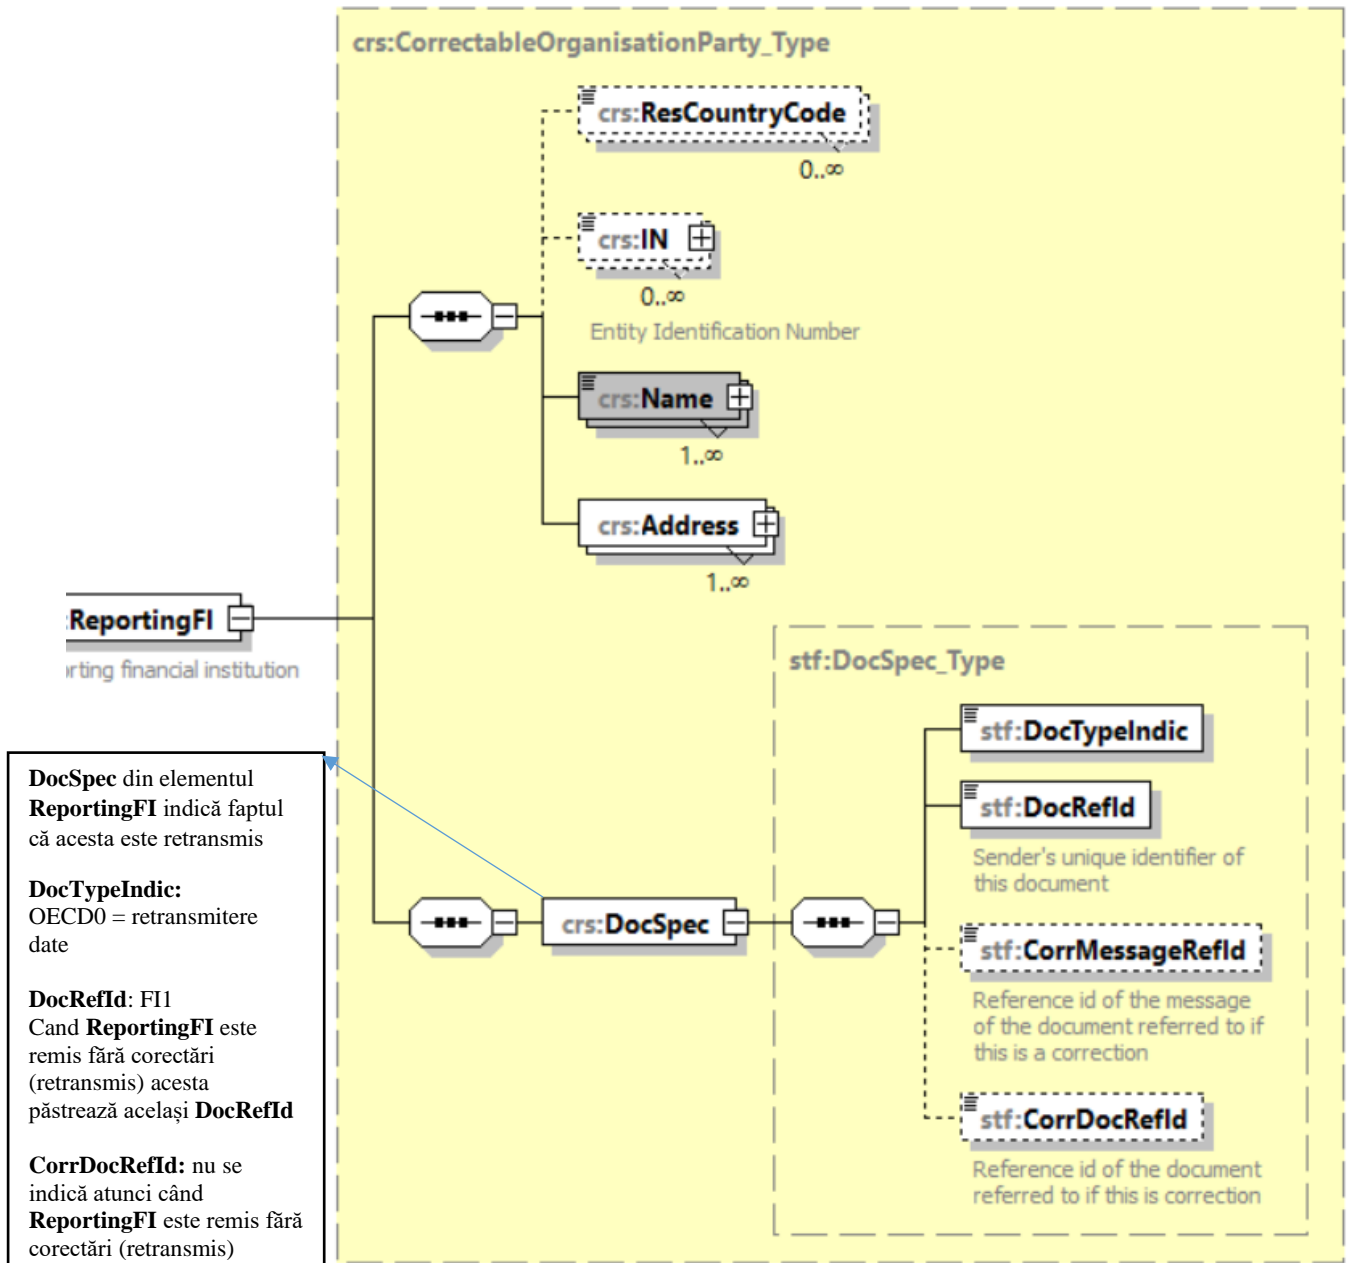 crs:CorrectableOrganisationParty_Type
crs:ResCountryCode
0..∞
crs:IN
0..∞
Entity Identification Number
crs:Name
1..∞
crs:Address
1..∞
:ReportingFI
rting financial institution
stf:DocSpec_Type
stf:DocTypeIndic
stf:DocRefId
Sender's unique identifier of
this document
crs:DocSpec
stf:CorrMessageRefId
Reference id of the message
of the document referred to if
this is a correction
stf:CorrDocRefId
Reference id of the document
referred to if this is correction
DocSpec din elementul
ReportingFI indică faptul
că acesta este retransmis
DocTypeIndic:
OECD0 = retransmitere
date
DocRefId: FI1
Cand ReportingFI este
remis fără corectări
(retransmis) acesta
păstrează același DocRefId
CorrDocRefId: nu se
indică atunci când
ReportingFI este remis fără
corectări (retransmis)